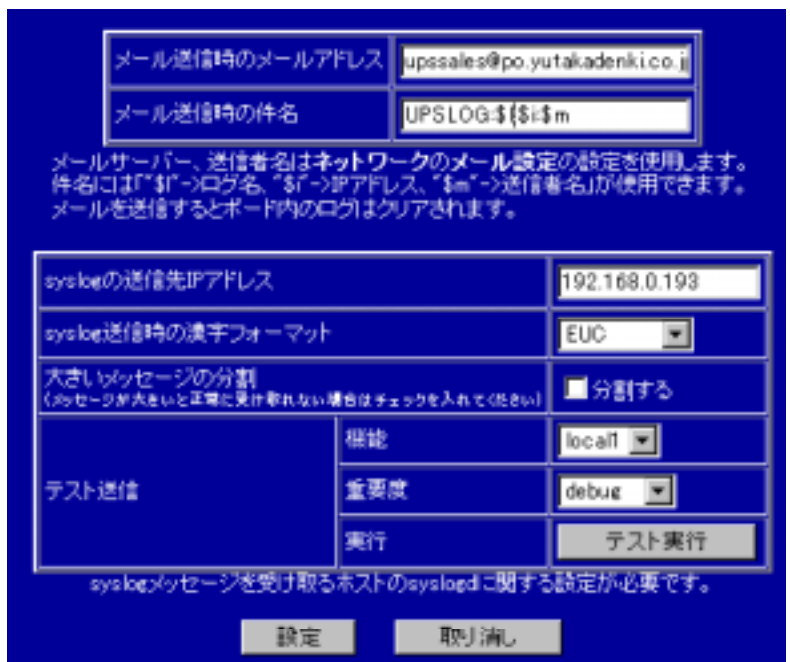 メール送信時のメールアドレス upssales@po.yutakadenki.co.j
メール送信時の件名 UPSLOG:$l$i:$m
メールサーバー、送信者名はネットワークのメール設定の設定を使用します。
件名には「"$l"->ログ名、"$i"->IPアドレス、"$m"->送信者名」が使用できます。
メールを送信するとボード内のログはクリアされます。
syslogの送信先IPアドレス 192.168.0.193
syslog送信時の漢字フォーマット EUC
大きいメッセージの分割 分割する
(メッセージが大きいと正常に受け取れない場合はチェックを入れてください)
テスト送信 機能 local1
重要度 debug
実行 テスト実行
syslogメッセージを受け取るホストのsyslogdに関する設定が必要です。
設定 取り消し